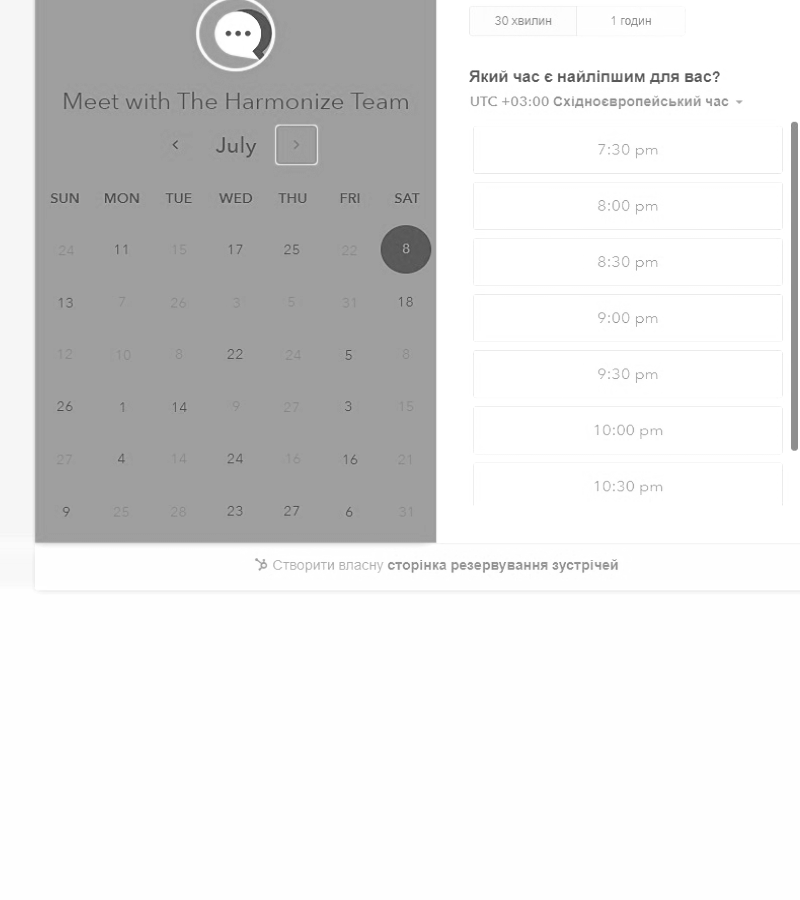 30 хвилин 1 годин
Який час є найліпшим для вас?
UTC +03:00 Східноєвропейський час
Meet with The Harmonize Team
July
SUN MON TUE WED THU FRI SAT
24 11 15 17 25 22 8
13 7 26 3 5 31 18
12 10 8 22 24 5 8
26 1 14 9 27 3 15
27 4 14 24 16 16 21
9 25 28 23 27 6 31
7:30 pm
8:00 pm
8:30 pm
9:00 pm
9:30 pm
10:00 pm
10:30 pm
Створити власну сторінка резервування зустрічей